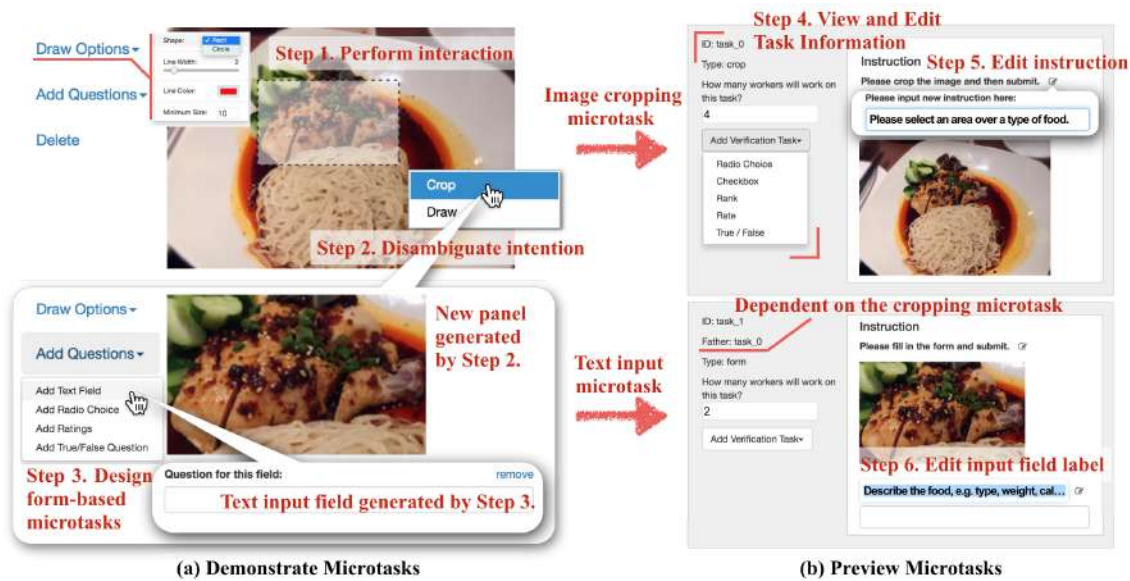 Draw Options
Add Questions
Delete
Shape:
Rect
Circle
Line Width:
3
Line Color:
Minimum Size:
10
Step 1. Perform interaction
Crop
Draw
Step 2. Disambiguate intention
Draw Options
Add Questions
Add Text Field
Add Radio Choice
Add Ratings
Add True/False Question
New panel
generated
by Step 2.
Step 3. Design
form-based
microtasks
Question for this field:
remove
Text input field generated by Step 3.
(a) Demonstrate Microtasks
Image cropping
microtask
Text input
microtask
Step 4. View and Edit
Task Information
ID: task_0
Type: crop
How many workers will work on
this task?
4
Add Verification Task
Radio Choice
Checkbox
Rank
Rate
True / False
Instruction
Step 5. Edit instruction
Please crop the image and then submit.
Please input new instruction here:
Please select an area over a type of food.
Dependent on the cropping microtask
ID: task_1
Father: task_0
Type: form
How many workers will work on
this task?
2
Add Verification Task
Instruction
Please fill in the form and submit.
Step 6. Edit input field label
Describe the food, e.g. type, weight, cal...
(b) Preview Microtasks